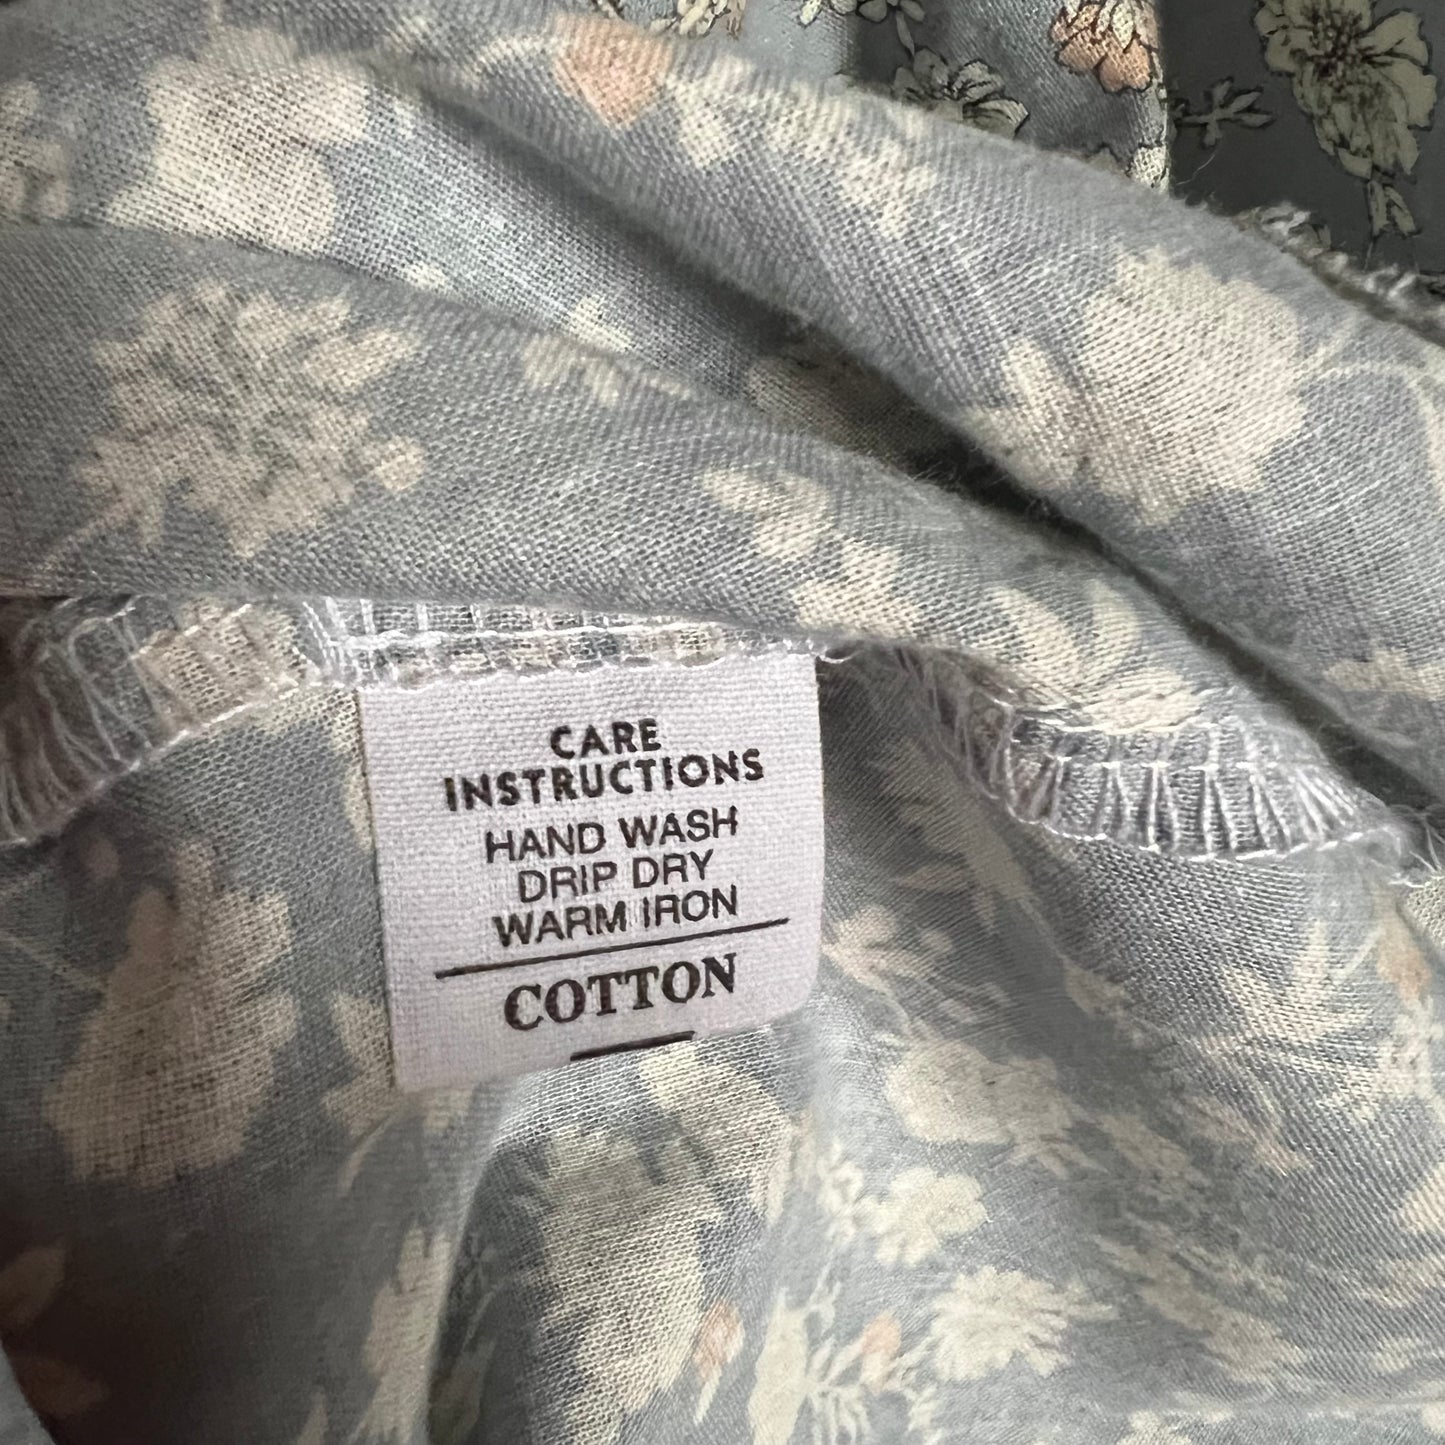 CARE
INSTRUCTIONS
HAND WASH
DRIP DRY
WARM IRON
COTTON